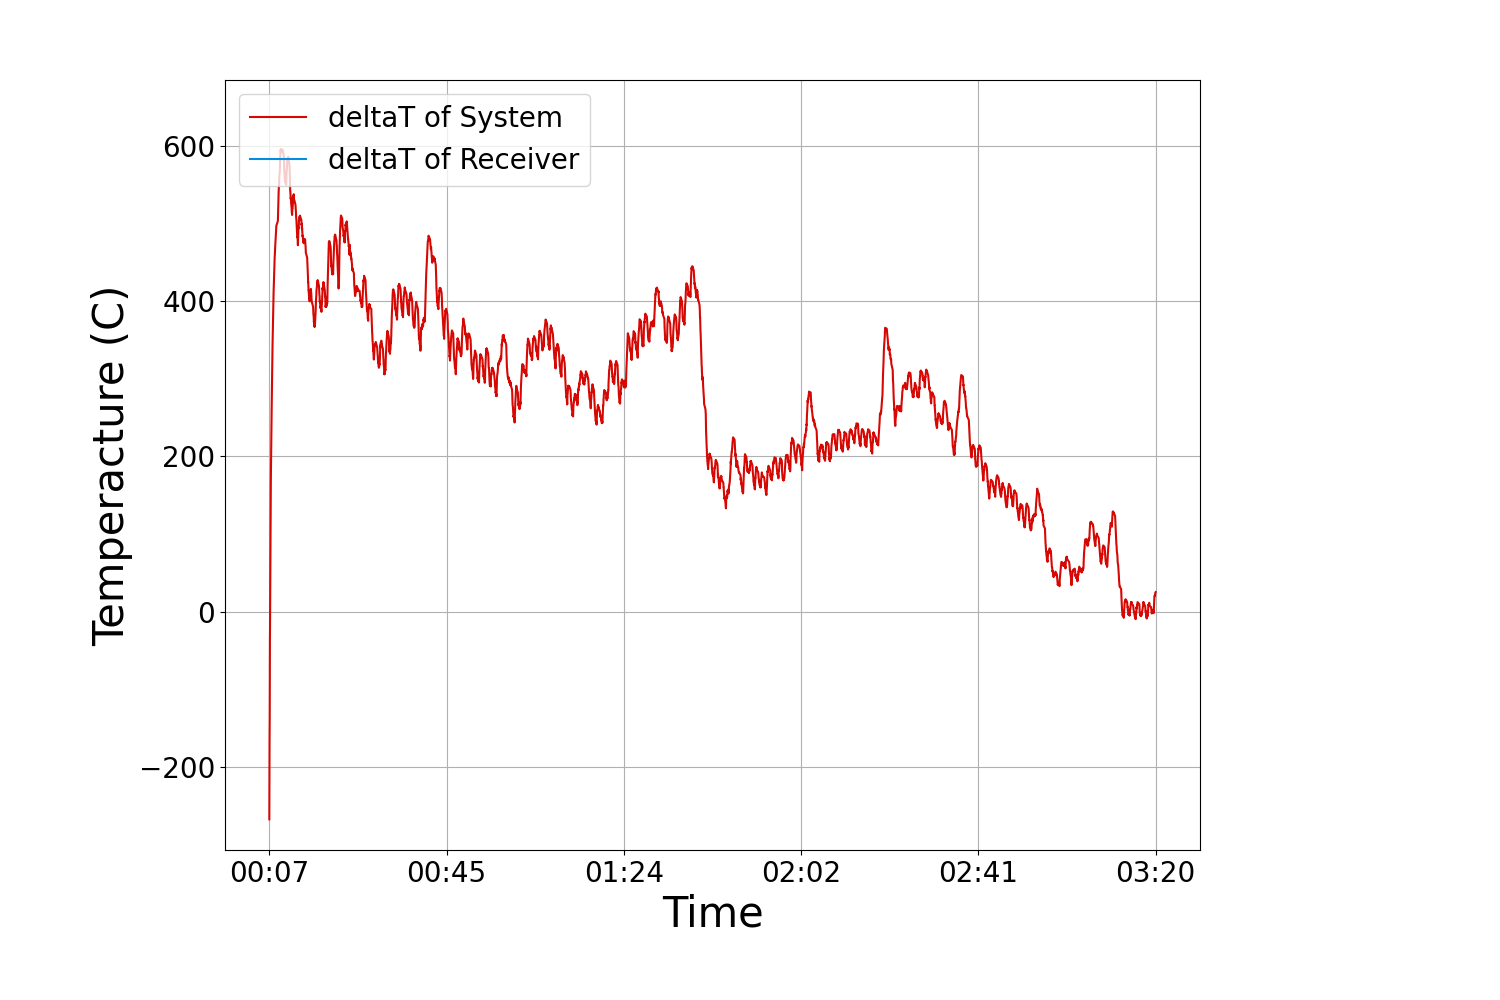 deltaT of System
deltaT of Receiver
600
400
200
0
−200
Temperacture (C)
00:07 00:45 01:24 02:02 02:41 03:20
Time